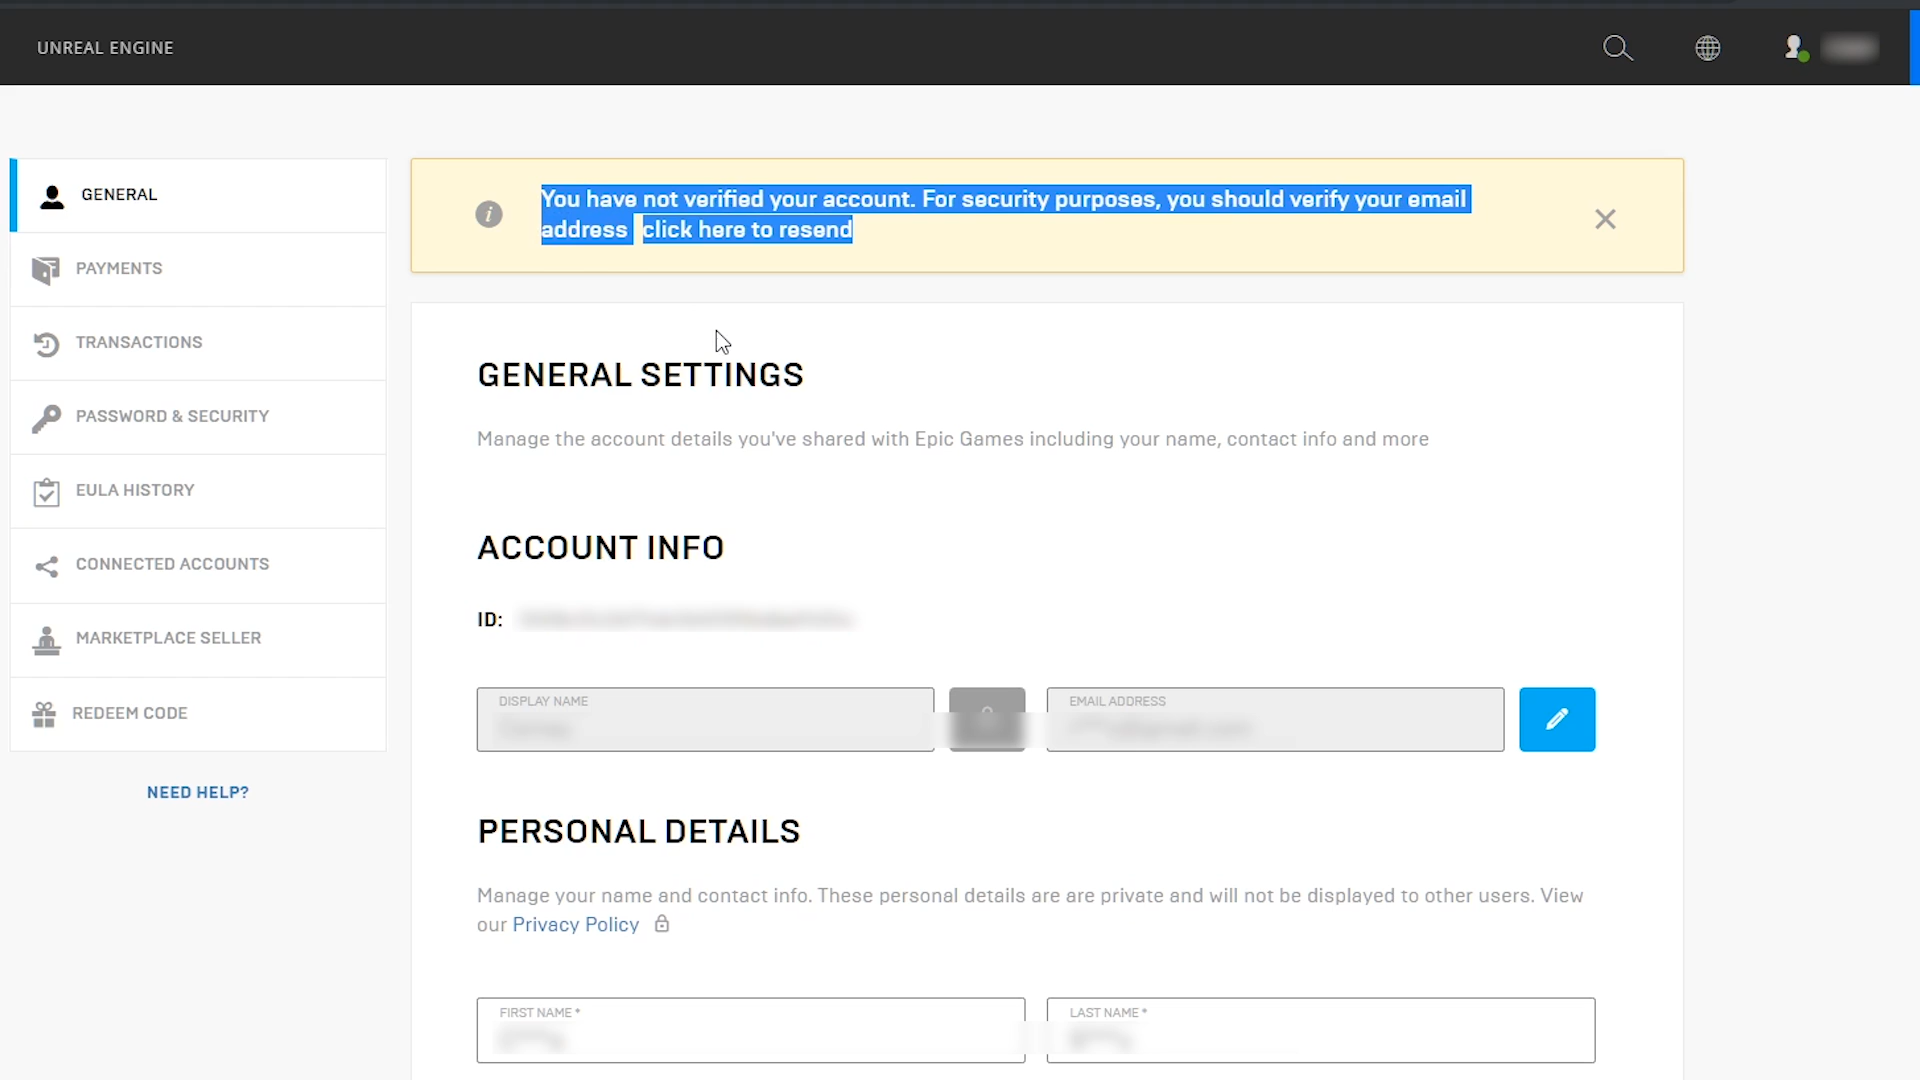 UNREAL ENGINE
GENERAL
PAYMENTS
TRANSACTIONS
PASSWORD & SECURITY
EULA HISTORY
CONNECTED ACCOUNTS
MARKETPLACE SELLER
REDEEM CODE
NEED HELP?
You have not verified your account. For security purposes, you should verify your email
address click here to resend
GENERAL SETTINGS
Manage the account details you've shared with Epic Games including your name, contact info and more
ACCOUNT INFO
ID:
DISPLAY NAME
EMAIL ADDRESS
PERSONAL DETAILS
Manage your name and contact info. These personal details are are private and will not be displayed to other users. View
our Privacy Policy
FIRST NAME *
LAST NAME *